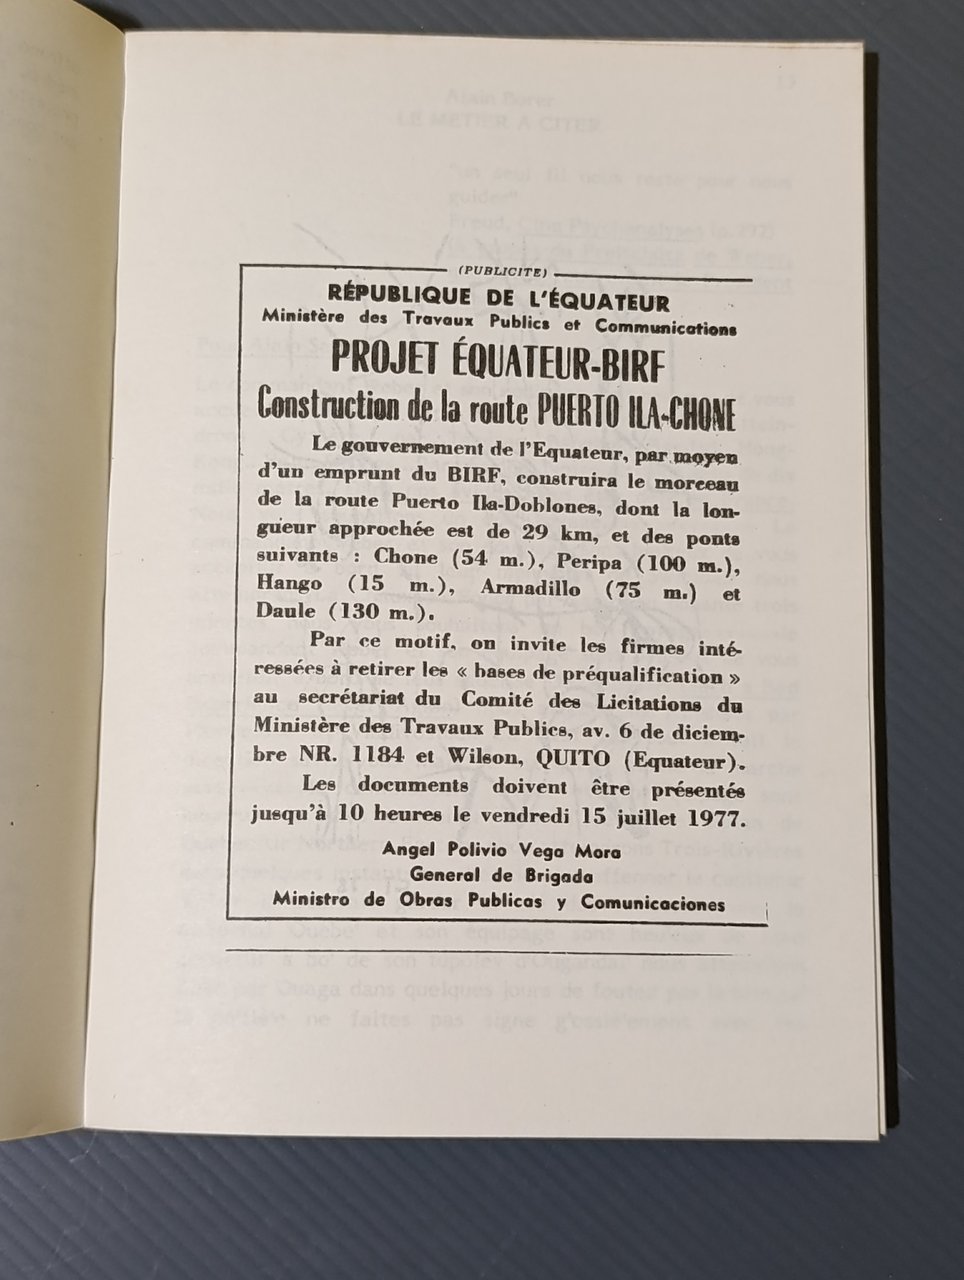 (PUBLICITE)
RÉPUBLIQUE DE L'ÉQUATEUR
Ministère des Travaux Publics et Communications
PROJET ÉQUATEUR-BIRF
Construction de la route PUERTO ILA-CHONE
Le gouvernement de l'Equateur, par moyen
d'un emprunt du BIRF, construira le morceau
de la route Puerto Ila-Doblones, dont la lon-
gueur approchée est de 29 km, et des ponts
suivants : Chone (54 m.), Peripa (100 m.),
Hango (15 m.), Armadillo (75 m.) et
Daule (130 m.).
Par ce motif, on invite les firmes inté-
ressées à retirer les « bases de préqualification »
au secrétariat du Comité des Licitations du
Ministère des Travaux Publics, av. 6 de diciem-
bre NR. 1184 et Wilson, QUITO (Equateur).
Les documents doivent être présentés
jusqu'à 10 heures le vendredi 15 juillet 1977.
Angel Polivio Vega Mora
General de Brigada
Ministro de Obras Publicas y Comunicaciones